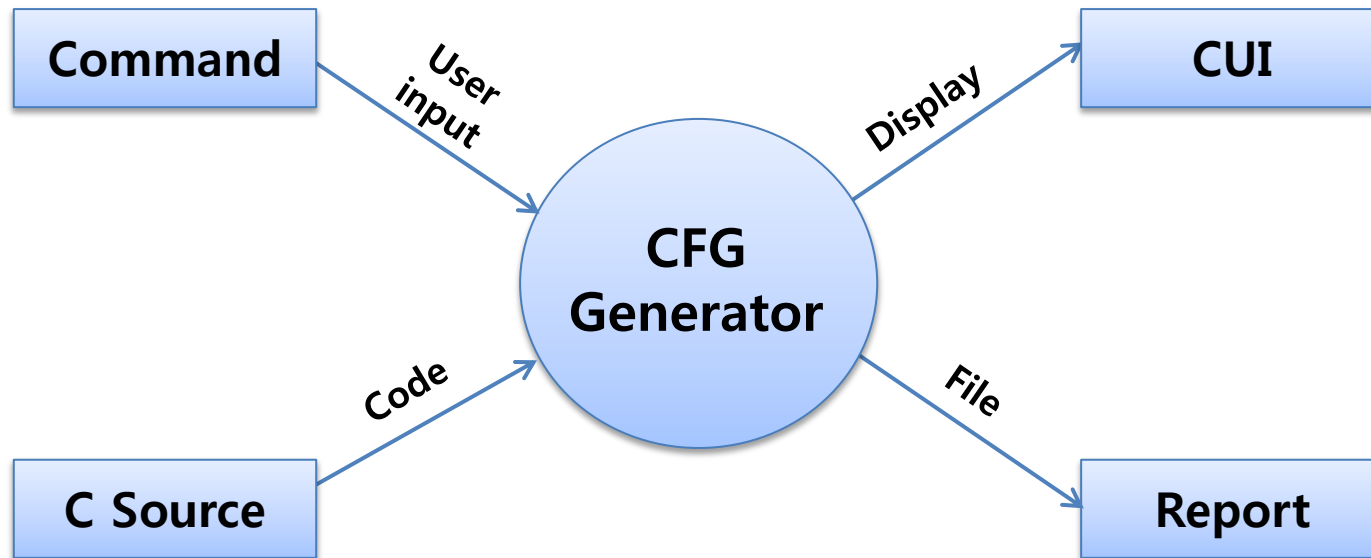 Command
User
input
CUI
Display
CFG
Generator
Code
File
C Source
Report